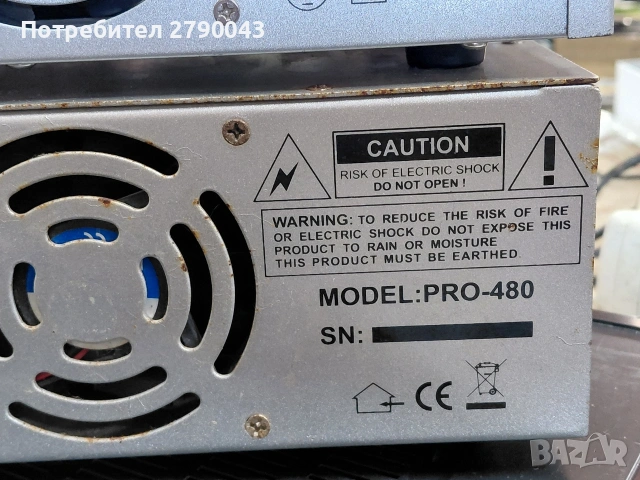 Потребител 2790043
CAUTION
RISK OF ELECTRIC SHOCK
DO NOT OPEN !
WARNING: TO REDUCE THE RISK OF FIRE
OR ELECTRIC SHOCK DO NOT EXPOSE THIS
PRODUCT TO RAIN OR MOISTURE
THIS PRODUCT MUST BE EARTHED
MODEL:PRO-480
SN:
CE
BAZAR